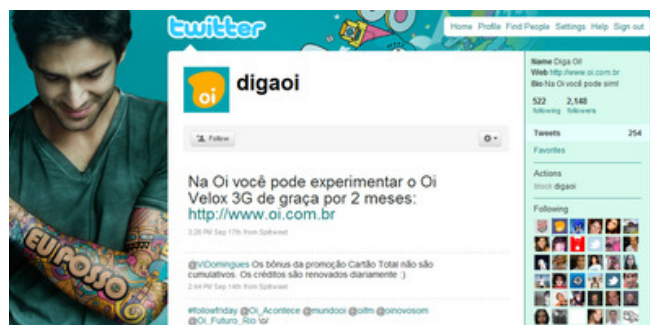 twitter
Home Profile Find People Settings Help Sign out
oi
digaoi
Follow
Name Diga Oi!
Web http://www.oi.com.br
Bio Na Oi você pode sim!
522 2,148
following followers
Tweets 254
Favorites
Actions
block digaoi
Following
Na Oi você pode experimentar o Oi
Velox 3G de graça por 2 meses:
http://www.oi.com.br
3:26 PM Sep 17th from Splitweet
@ViDomingues Os bônus da promoção Cartão Total não são
cumulativos. Os créditos são renovados diariamente :)
2:44 PM Sep 14th from Splitweet
#followfriday @Oi_Acontece @mundooi @oifm @oinovosom
@Oi_Futuro_Rio \o/
EU POSSO